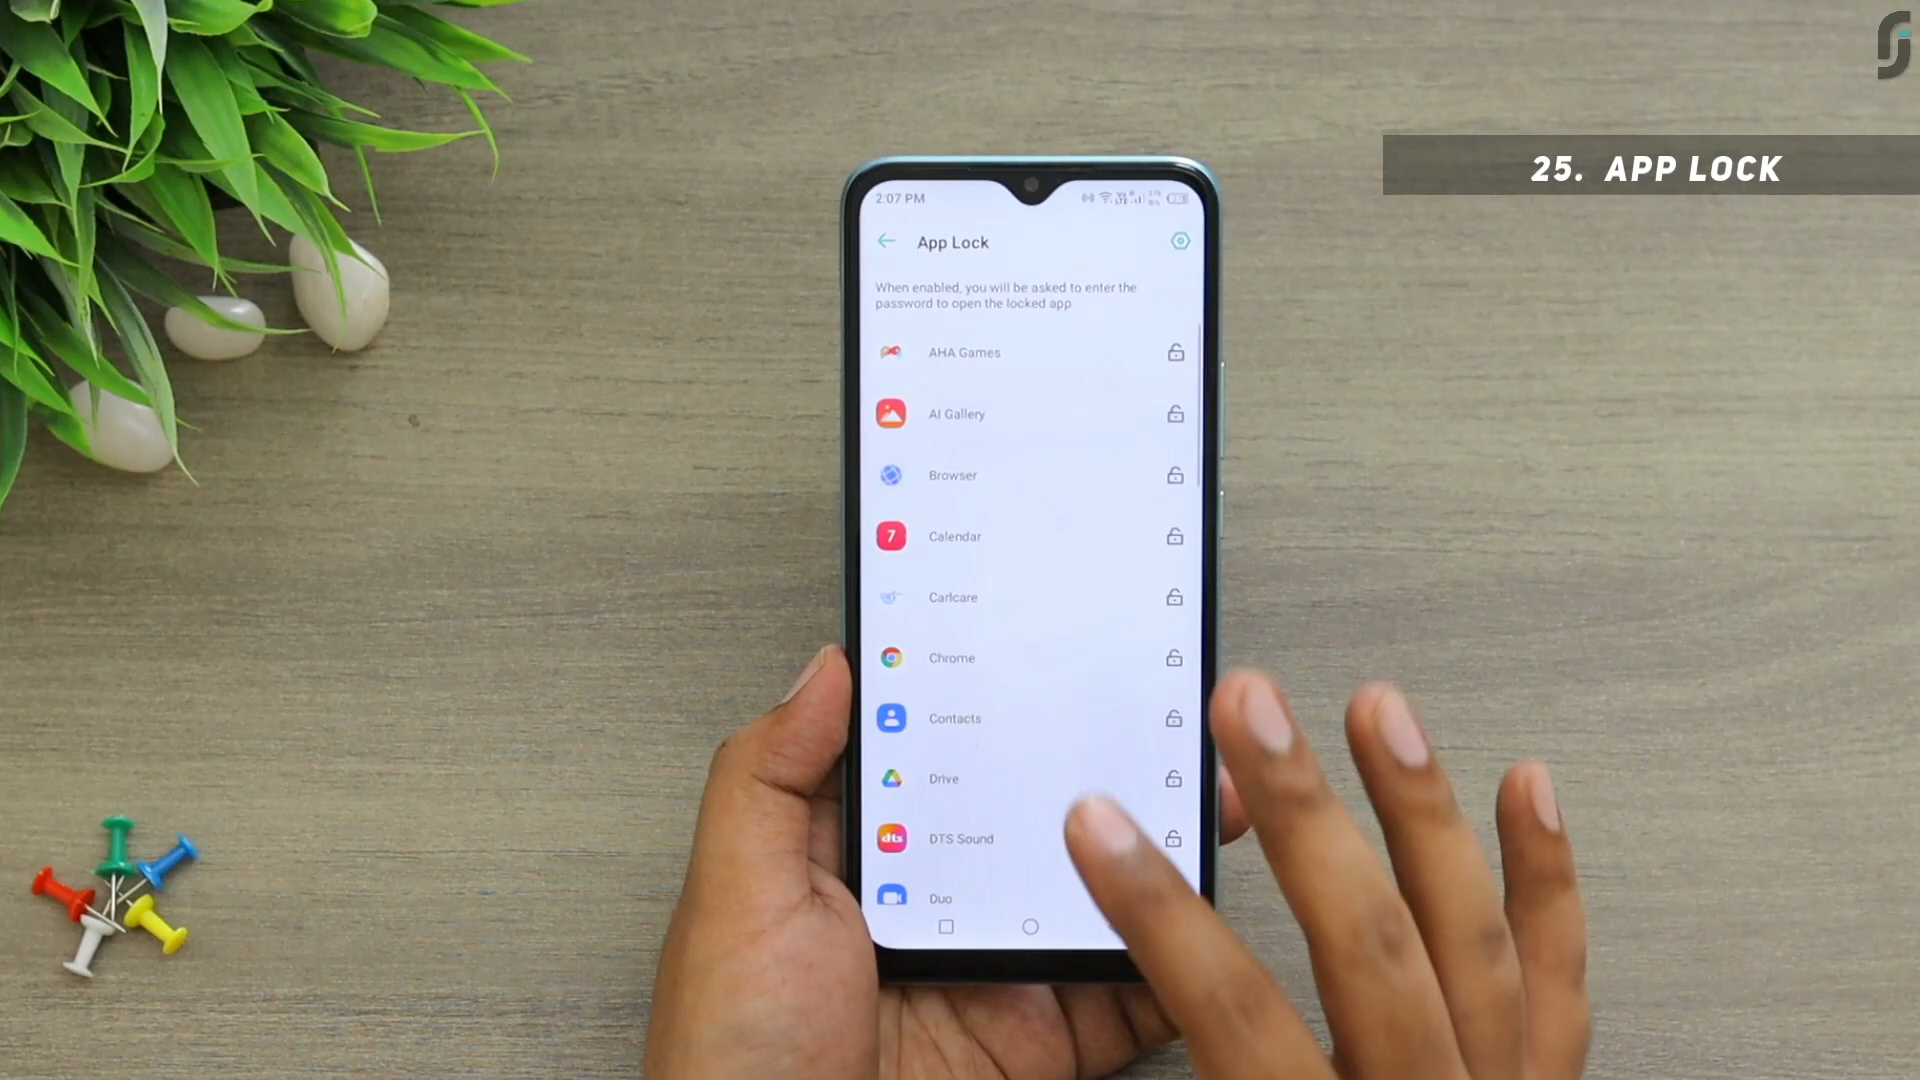 25. APP LOCK
2:07 PM
App Lock
When enabled, you will be asked to enter the
password to open the locked app
AHA Games
AI Gallery
Browser
7
Calendar
Carlcare
Chrome
Contacts
Drive
dts
DTS Sound
Duo